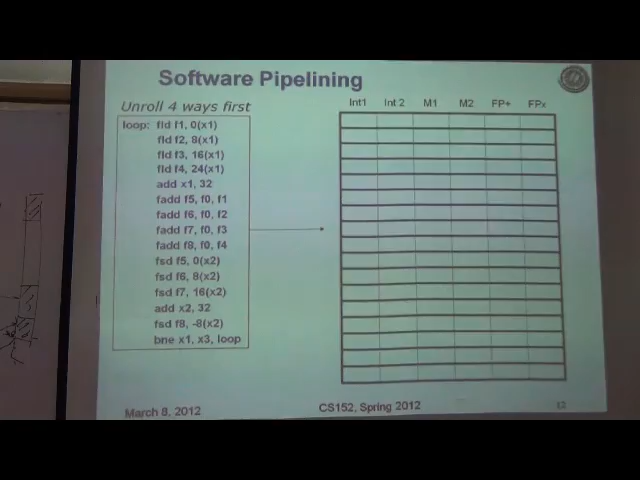 Software Pipelining
Unroll 4 ways first
loop: fld f1, 0(x1)
fld f2, 8(x1)
fld f3, 16(x1)
fld f4, 24(x1)
add x1, 32
fadd f5, f0, f1
fadd f6, f0, f2
fadd f7, f0, f3
fadd f8, f0, f4
fsd f5, 0(x2)
fsd f6, 8(x2)
fsd f7, 16(x2)
add x2, 32
fsd f8, -8(x2)
bne x1, x3, loop
Int1 Int 2 M1 M2 FP+ FPx
March 8, 2012
CS152, Spring 2012
12